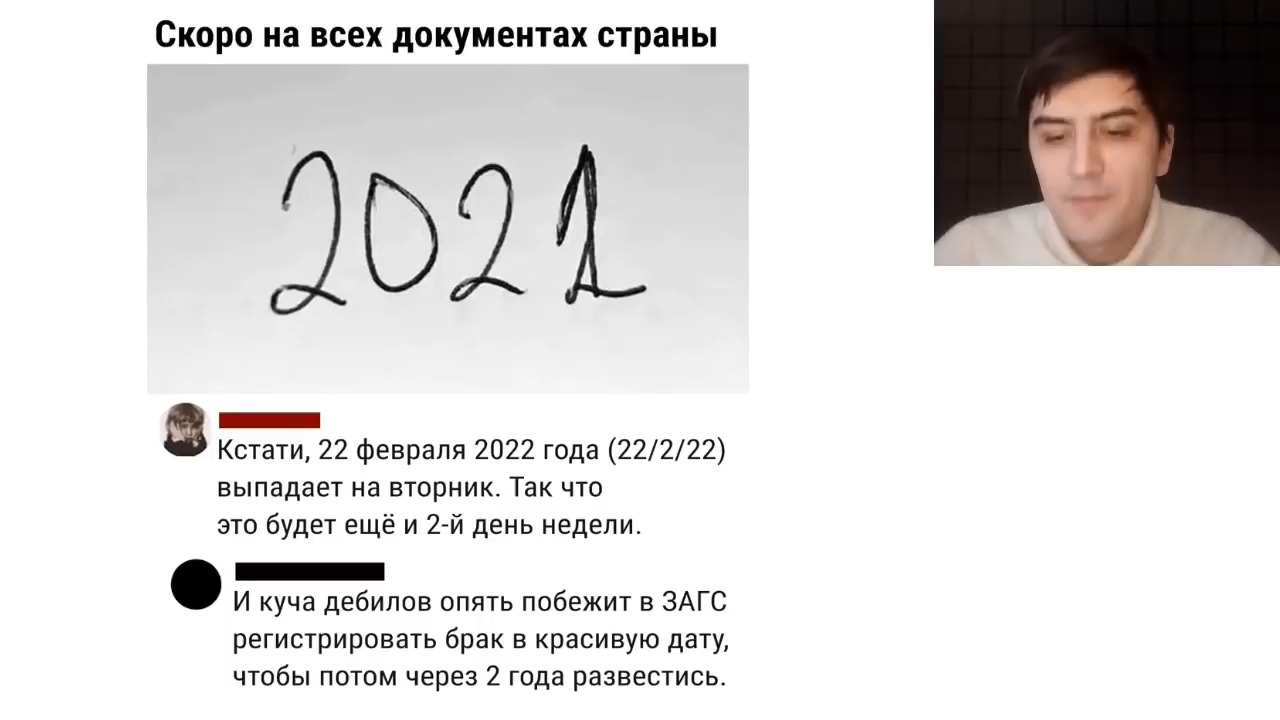 Скоро на всех документах страны
2021
Кстати, 22 февраля 2022 года (22/2/22)
выпадает на вторник. Так что
это будет ещё и 2-й день недели.
И куча дебилов опять побежит в ЗАГС
регистрировать брак в красивую дату,
чтобы потом через 2 года развестись.